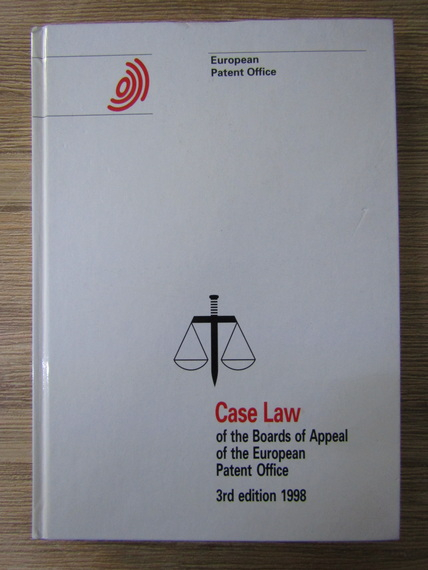 European
Patent Office
Case Law
of the Boards of Appeal
of the European
Patent Office
3rd edition 1998